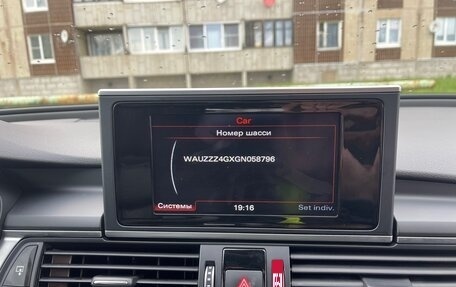 Car
Номер шасси
WAUZZZ4GXGN058796
Системы
19:16
Set indiv.